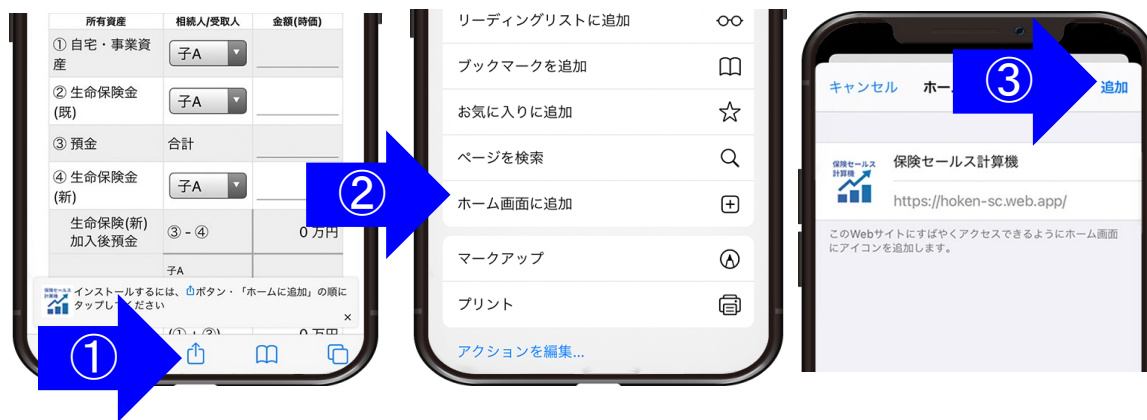 所有資産 相続人/受取人 金額(時価)
① 自宅・事業資
産
子A
② 生命保険金
(既)
子A
③ 預金 合計
④ 生命保険金
(新)
子A
生命保険(新)
加入後預金
③ - ④ 0 万円
子A
保険セールス
計算機
インストールするには、ボタン・「ホームに追加」の順に
タップしてください
×
(① + ③) 0 万円
①
リーディングリストに追加
ブックマークを追加
お気に入りに追加
ページを検索
②
ホーム画面に追加
マークアップ
プリント
アクションを編集...
キャンセル ホー
③
追加
保険セールス
計算機
保険セールス計算機
https://hoken-sc.web.app/
このWebサイトにすばやくアクセスできるようにホーム画面
にアイコンを追加します。